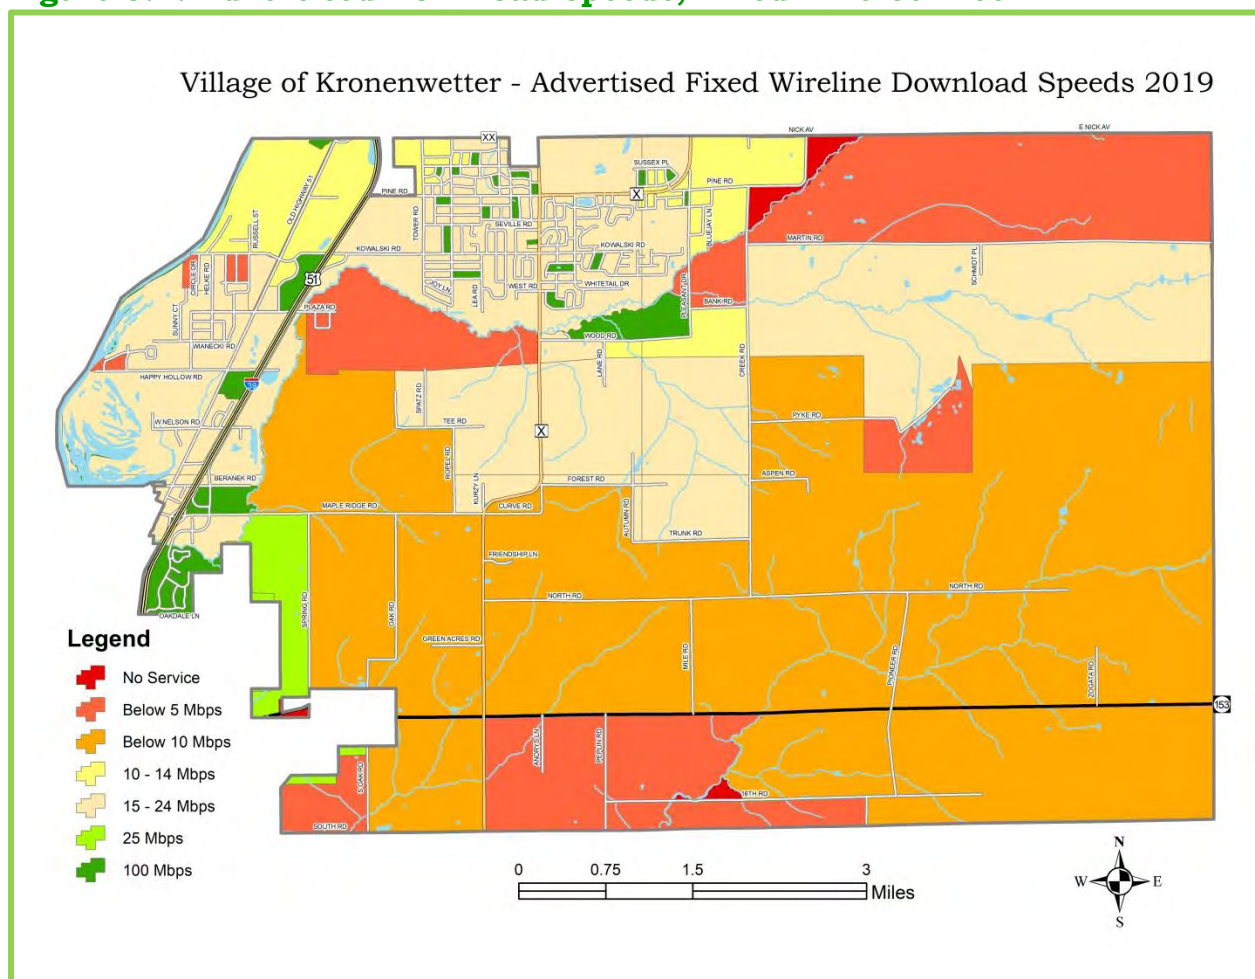 Village of Kronenwetter - Advertised Fixed Wireline Download Speeds 2019
XX
NICK AV
E NICK AV
SUSSEX PL
PINE RD
PINE RD
X
OLD HIGHWAY 51
RUSSELL ST
TOWER RD
SEVILLE RD
BLUEJAY LN
MARTIN RD
KOWALSKI RD
KOWALSKI RD
SCHMIDT PL
CIRCLE DR
HELKE RD
51
JOY LN
LEA RD
WEST RD
WHITETAIL DR
PLEASANT DR
BANK RD
PLAZA RD
SUNNY CT
WIANECKI RD
WOOD RD
LANE RD
CREEK RD
HAPPY HOLLOW RD
39
SPATZ RD
PYKE RD
W NELSON RD
TEE RD
X
ROPEL RD
KURZY LN
BERANEK RD
FOREST RD
ASPEN RD
MAPLE RIDGE RD
CURVE RD
AUTUMN RD
TRUNK RD
FRIENDSHIP LN
NORTH RD
NORTH RD
SPRING RD
OAK RD
OAKDALE LN
GREEN ACRES RD
MILE RD
PIONEER RD
ZOGATA RD
153
ANDRYS LN
PEPLIN RD
S OAK RD
16TH RD
SOUTH RD
Legend
No Service
Below 5 Mbps
Below 10 Mbps
10 - 14 Mbps
15 - 24 Mbps
25 Mbps
100 Mbps
0 0.75 1.5 3
Miles
N
W E
S